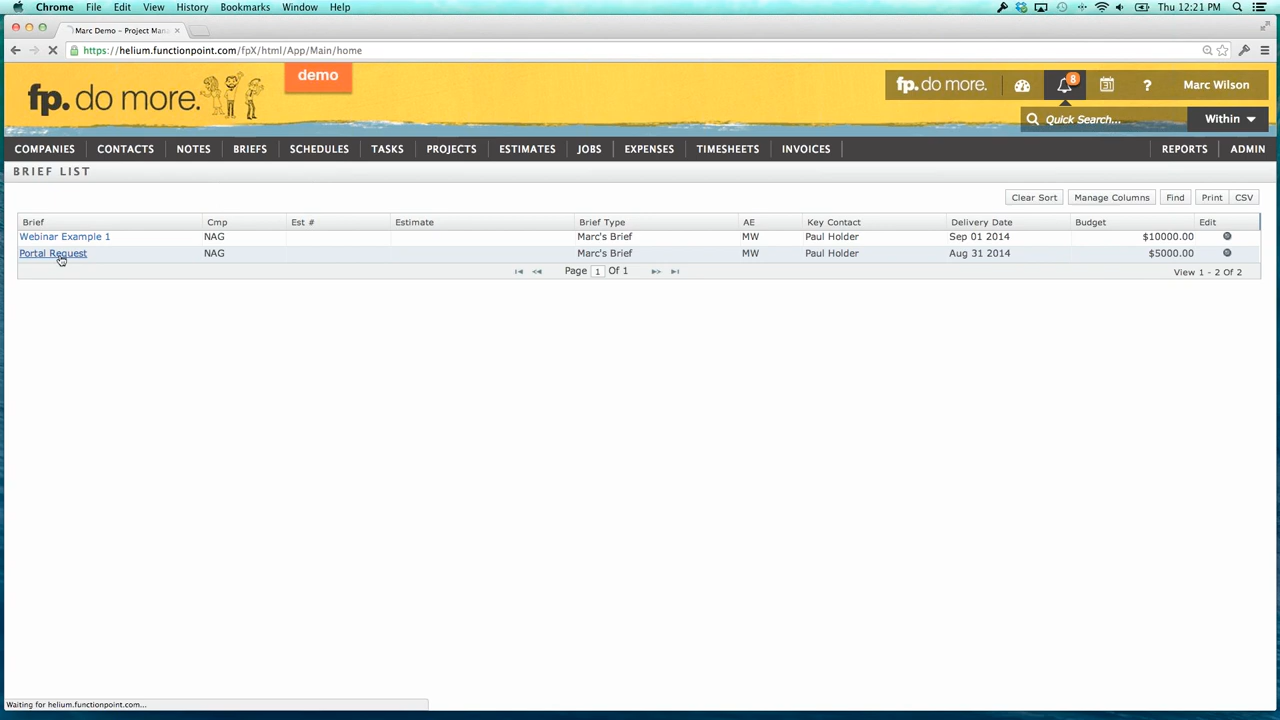 Chrome File Edit View History Bookmarks Window Help Thu 12:21 PM
Marc Demo – Project Mana
https://helium.functionpoint.com/fpX/html/App/Main/home
demo
fp. do more.
fp. do more. 8 ? Marc Wilson
Quick Search... Within
COMPANIES CONTACTS NOTES BRIEFS SCHEDULES TASKS PROJECTS ESTIMATES JOBS EXPENSES TIMESHEETS INVOICES REPORTS ADMIN
BRIEF LIST
Clear Sort Manage Columns Find Print CSV
Brief Cmp Est # Estimate Brief Type AE Key Contact Delivery Date Budget Edit
Webinar Example 1 NAG Marc's Brief MW Paul Holder Sep 01 2014 $10000.00
Portal Request NAG Marc's Brief MW Paul Holder Aug 31 2014 $5000.00
Page 1 Of 1 View 1 - 2 Of 2
Waiting for helium.functionpoint.com...